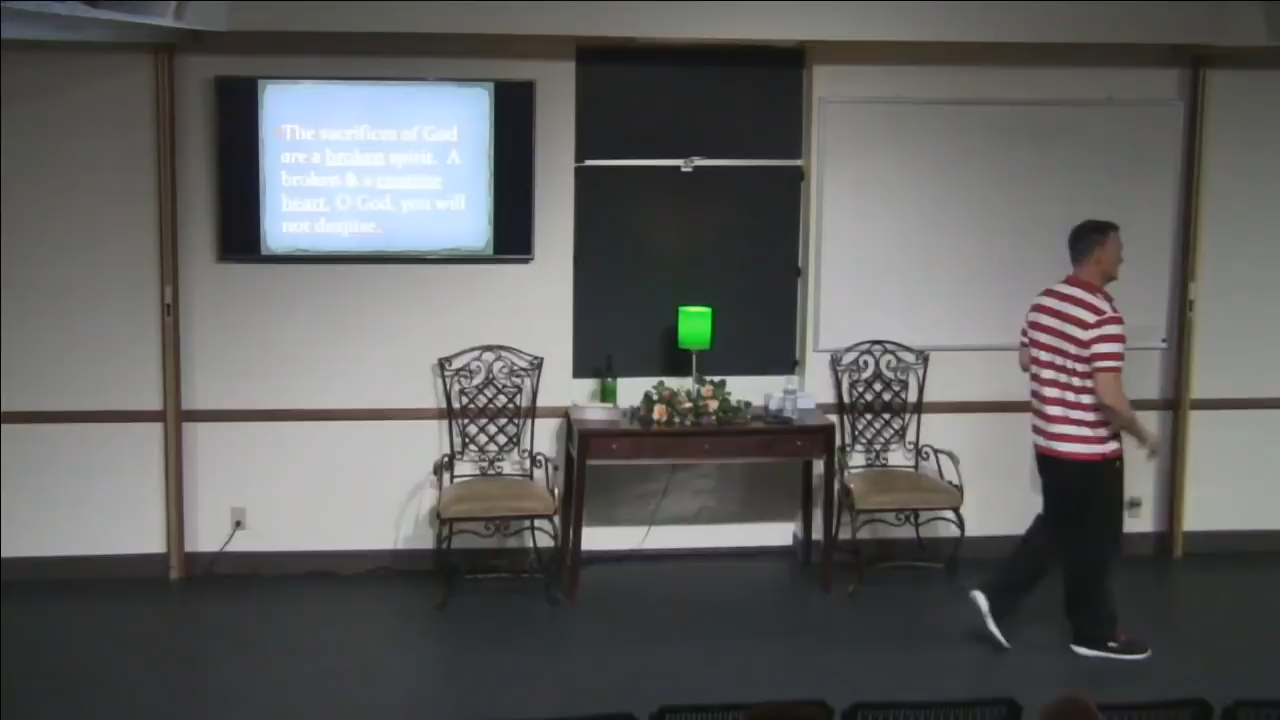 The sacrifices of God
are a broken spirit. A
broken & a contrite
heart, O God, you will
not despise.